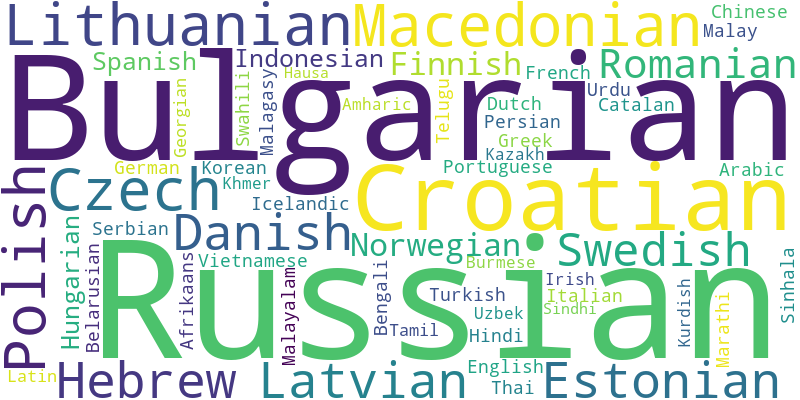 Lithuanian Macedonian Chinese
Malay
Spanish Indonesian Finnish French Romanian
Bulgarian
Hausa Urdu
Georgian Swahili Malagasy Amharic Telugu Dutch Catalan
Persian
Greek
Kazakh
German Korean Portuguese Arabic
Polish Czech Khmer Croatian
Icelandic
Serbian Danish Norwegian Swedish
Hungarian Belarusian Vietnamese Burmese
Russian
Afrikaans Malayalam Bengali Turkish Irish Italian Sinhala
Uzbek Sindhi Kurdish Marathi
Tamil Hindi
Latin Hebrew Latvian English Estonian
Thai